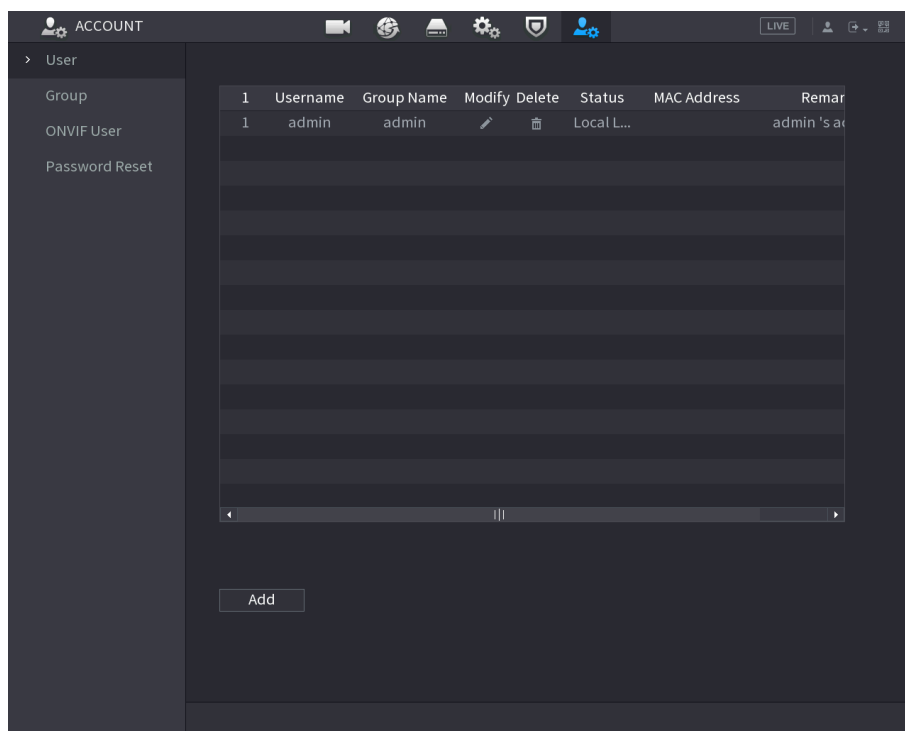 ACCOUNT LIVE
User
Group
ONVIF User
Password Reset
1 Username Group Name Modify Delete Status MAC Address Remar
1 admin admin Local L... admin 's ac
Add